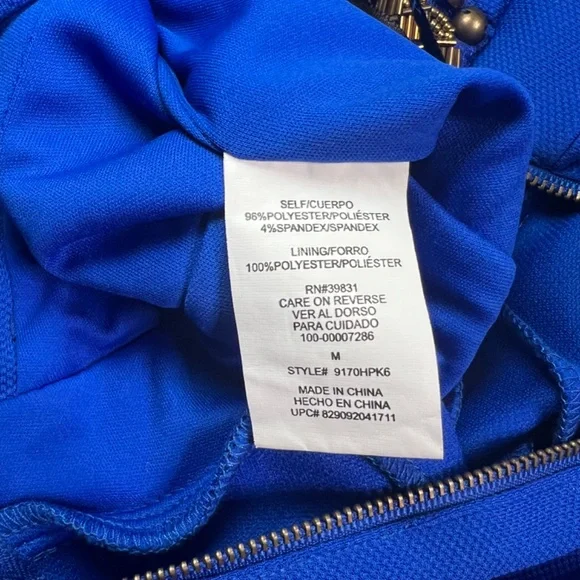 SELF/CUERPO
96%POLYESTER/POLIÉSTER
4%SPANDEX/SPANDEX
LINING/FORRO
100%POLYESTER/POLIÉSTER
RN#39831
CARE ON REVERSE
VER AL DORSO
PARA CUIDADO
100-00007286
M
STYLE# 9170HPK6
MADE IN CHINA
HECHO EN CHINA
UPC# 829092041711